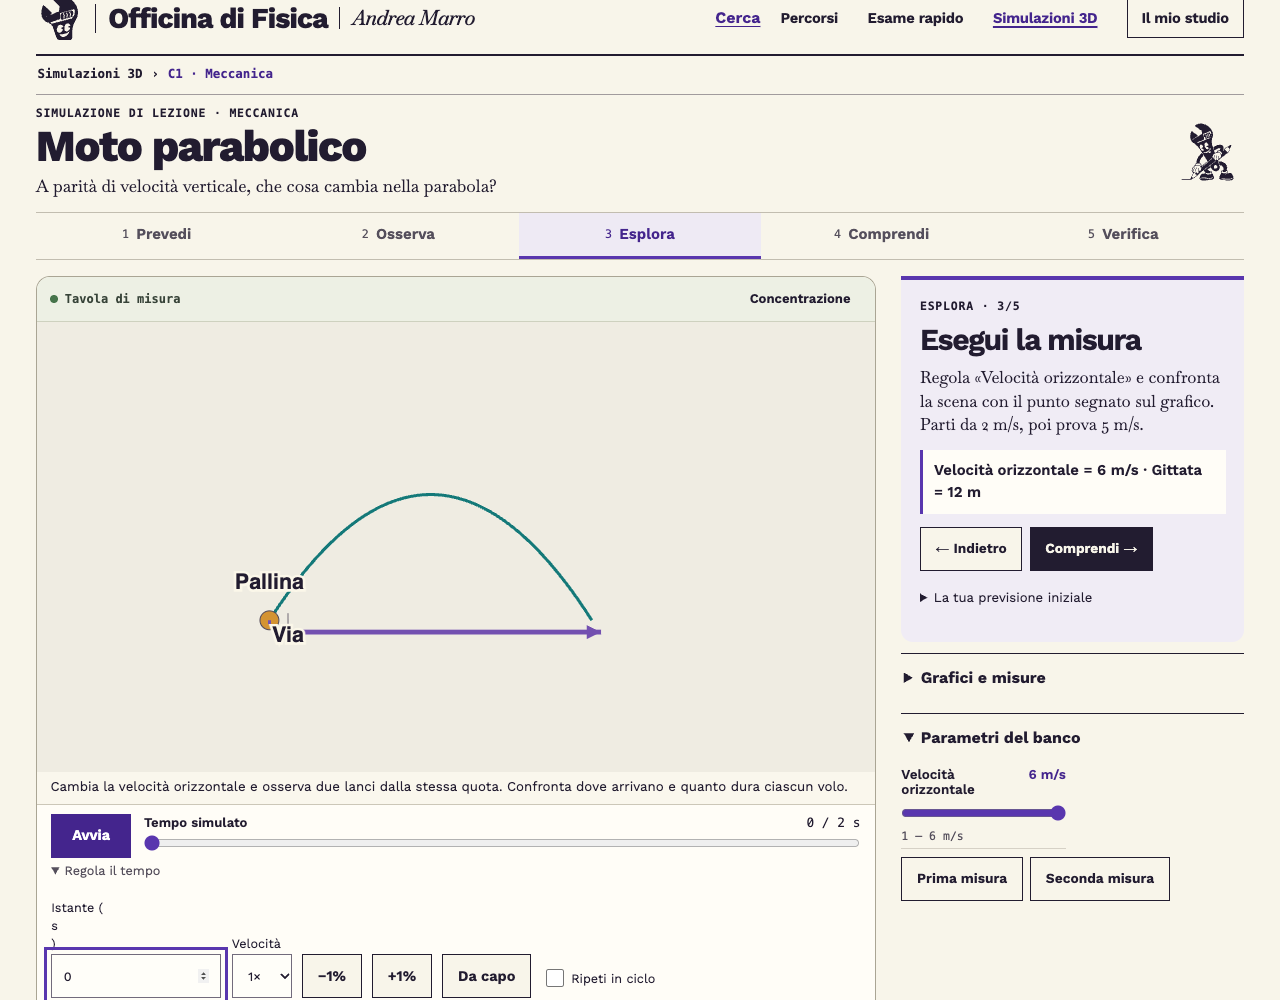 Officina di Fisica | Andrea Marro
Cerca Percorsi Esame rapido Simulazioni 3D Il mio studio
Simulazioni 3D › C1 · Meccanica
SIMULAZIONE DI LEZIONE · MECCANICA
Moto parabolico
A parità di velocità verticale, che cosa cambia nella parabola?
1 Prevedi 2 Osserva 3 Esplora 4 Comprendi 5 Verifica
Tavola di misura Concentrazione
Pallina
Via
Cambia la velocità orizzontale e osserva due lanci dalla stessa quota. Confronta dove arrivano e quanto dura ciascun volo.
Avvia Tempo simulato 0 / 2 s
▼ Regola il tempo
Istante (
s
)
Velocità
0 1× −1% +1% Da capo Ripeti in ciclo
ESPLORA · 3/5
Esegui la misura
Regola «Velocità orizzontale» e confronta
la scena con il punto segnato sul grafico.
Parti da 2 m/s, poi prova 5 m/s.
Velocità orizzontale = 6 m/s · Gittata
= 12 m
← Indietro Comprendi →
▶ La tua previsione iniziale
▶ Grafici e misure
▼ Parametri del banco
Velocità 6 m/s
orizzontale
1 — 6 m/s
Prima misura Seconda misura